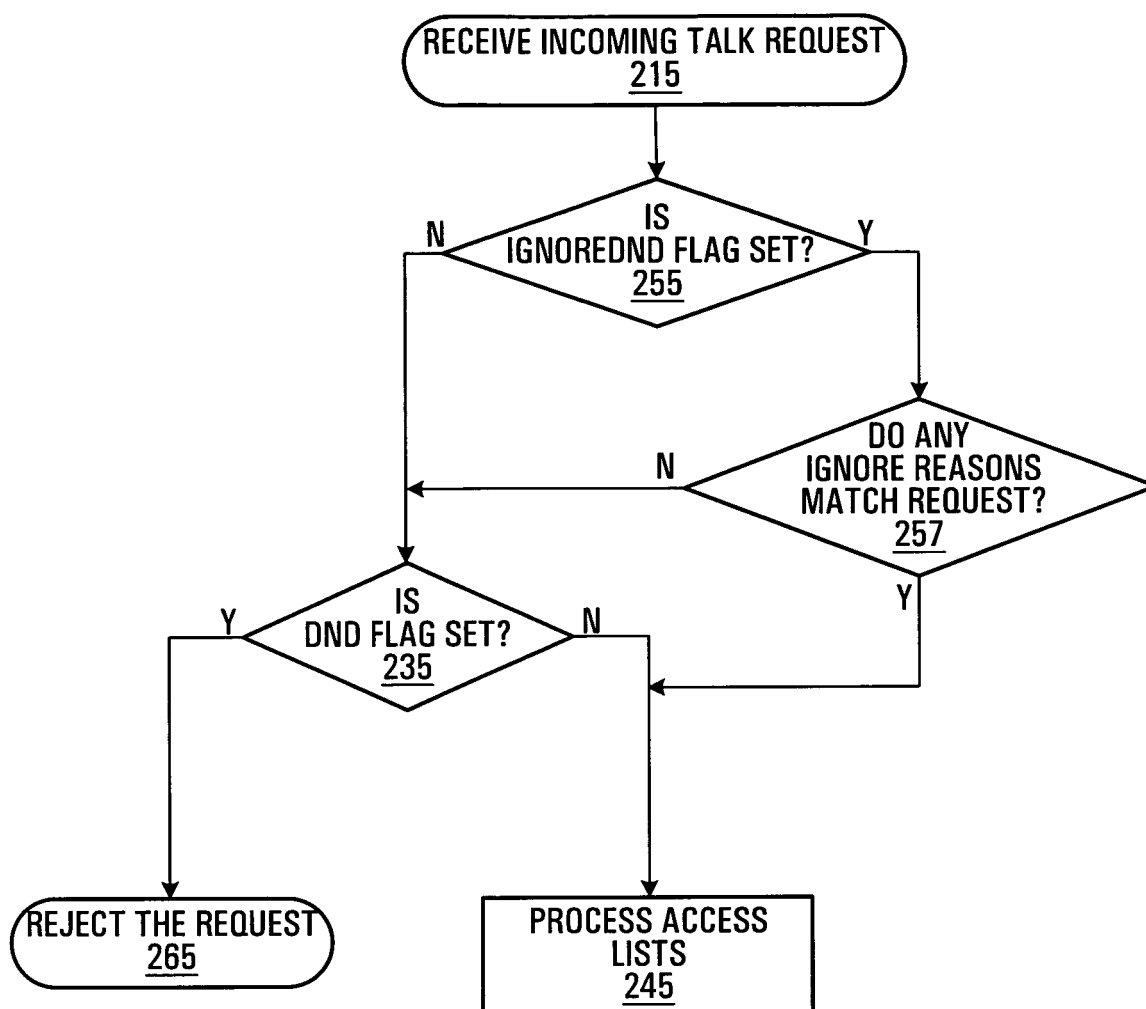 RECEIVE INCOMING TALK REQUEST
215
IS
IGNOREDND FLAG SET?
255
N
Y
DO ANY
IGNORE REASONS
MATCH REQUEST?
257
N
Y
IS
DND FLAG SET?
235
Y
N
REJECT THE REQUEST
265
PROCESS ACCESS
LISTS
245